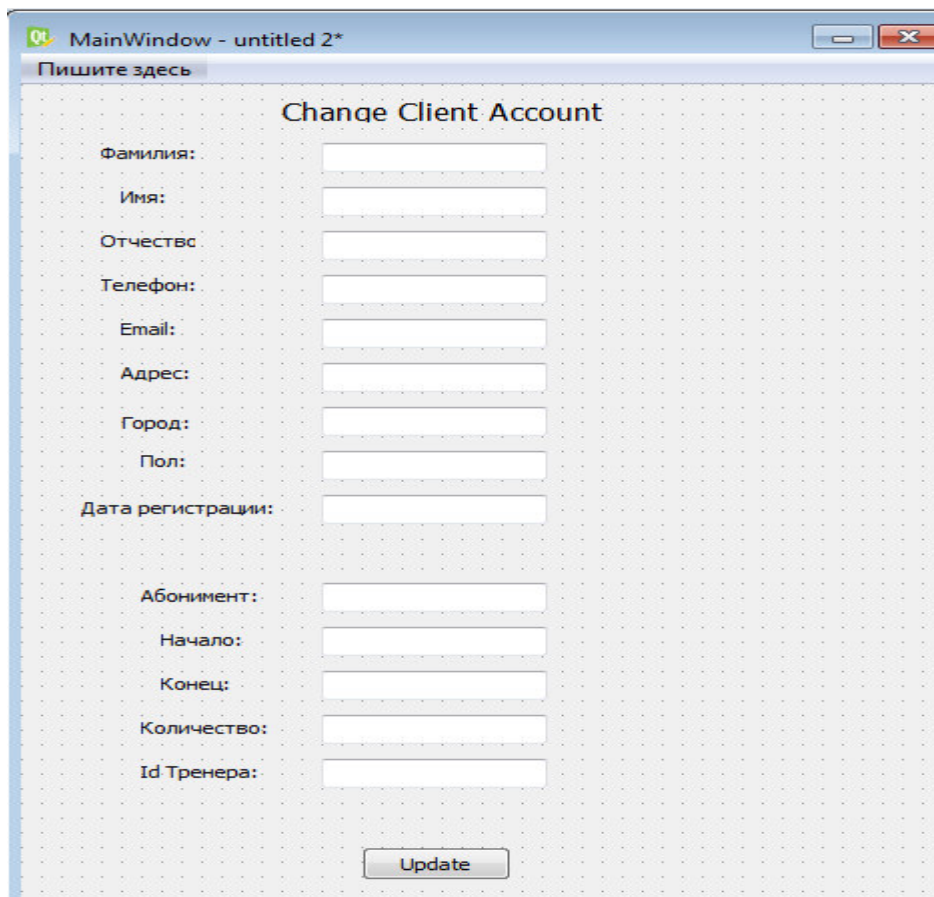 MainWindow - untitled 2*
Пишите здесь
Change Client Account
Фамилия:
Имя:
Отчество
Телефон:
Email:
Адрес:
Город:
Пол:
Дата регистрации:
Абонимент:
Начало:
Конец:
Количество:
Id Тренера:
Update